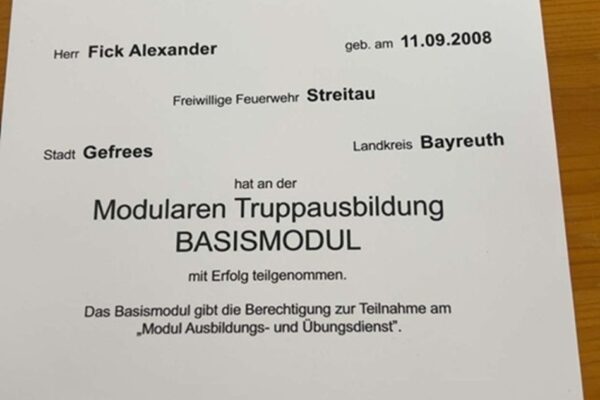 Herr Fick Alexander geb. am 11.09.2008
Freiwillige Feuerwehr Streitau
Stadt Gefrees Landkreis Bayreuth
hat an der
Modularen Truppausbildung
BASISMODUL
mit Erfolg teilgenommen.
Das Basismodul gibt die Berechtigung zur Teilnahme am
„Modul Ausbildungs- und Übungsdienst".